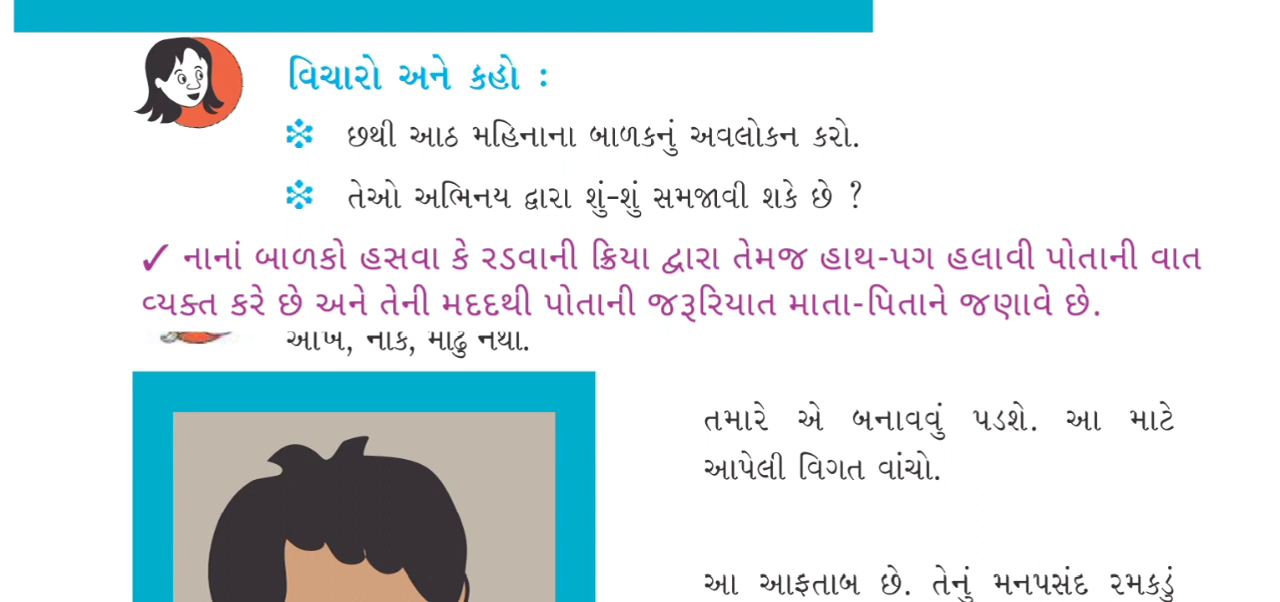 વિચારો અને કહો :
છથી આઠ મહિનાના બાળકનું અવલોકન કરો.
તેઓ અભિનય દ્વારા શું-શું સમજાવી શકે છે ?
✓ નાનાં બાળકો હસવા કે રડવાની ક્રિયા દ્વારા તેમજ હાથ-પગ હલાવી પોતાની વાત
વ્યક્ત કરે છે અને તેની મદદથી પોતાની જરૂરિયાત માતા-પિતાને જણાવે છે.
આંખ, નાક, મોઢું નથી.
તમારે એ બનાવવું પડશે. આ માટે
આપેલી વિગત વાંચો.
આ આફતાબ છે. તેનું મનપસંદ રમકડું